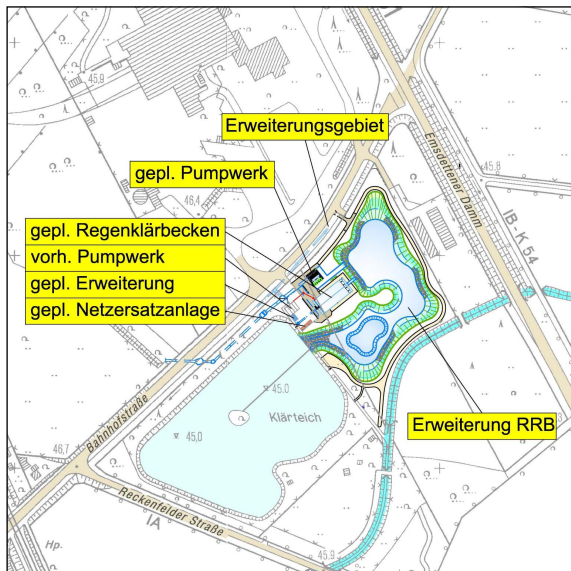 45,9
Erweiterungsgebiet
Emsdettener Damm
45,8
gepl. Pumpwerk
46,4
IB-K 54
gepl. Regenklärbecken
vorh. Pumpwerk
gepl. Erweiterung
gepl. Netzersatzanlage
45.0
Klärteich
45,0
Erweiterung RRB
Bahnhofstraße
46,7
Reckenfelder Straße
IA
Hp.
45,9